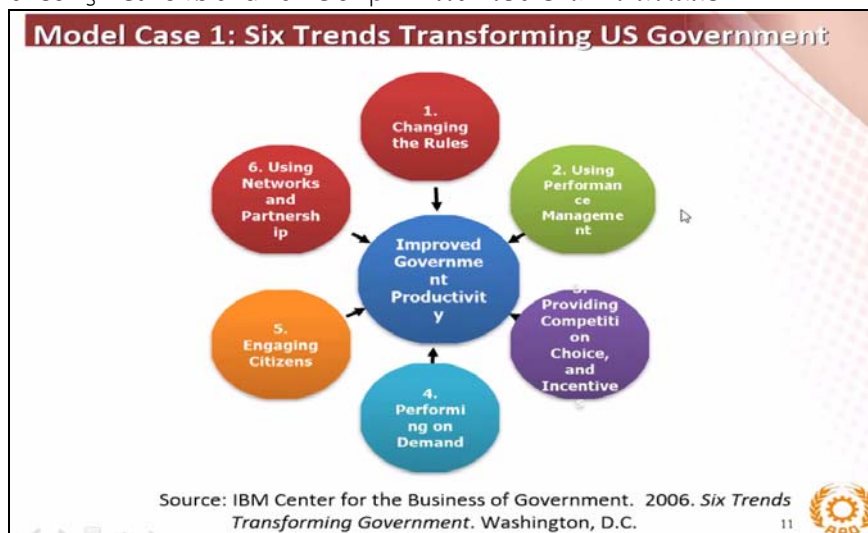 Model Case 1: Six Trends Transforming US Government
1.
Changing
the Rules
2. Using
Performan
ce
Manageme
nt
3.
Providing
Competiti
on
Choice,
and
Incentive
s
4.
Performi
ng on
Demand
5.
Engaging
Citizens
6. Using
Networks
and
Partnersh
ip
Improved
Governme
nt
Productivit
y
Source: IBM Center for the Business of Government. 2006. Six Trends
Transforming Government. Washington, D.C.
11